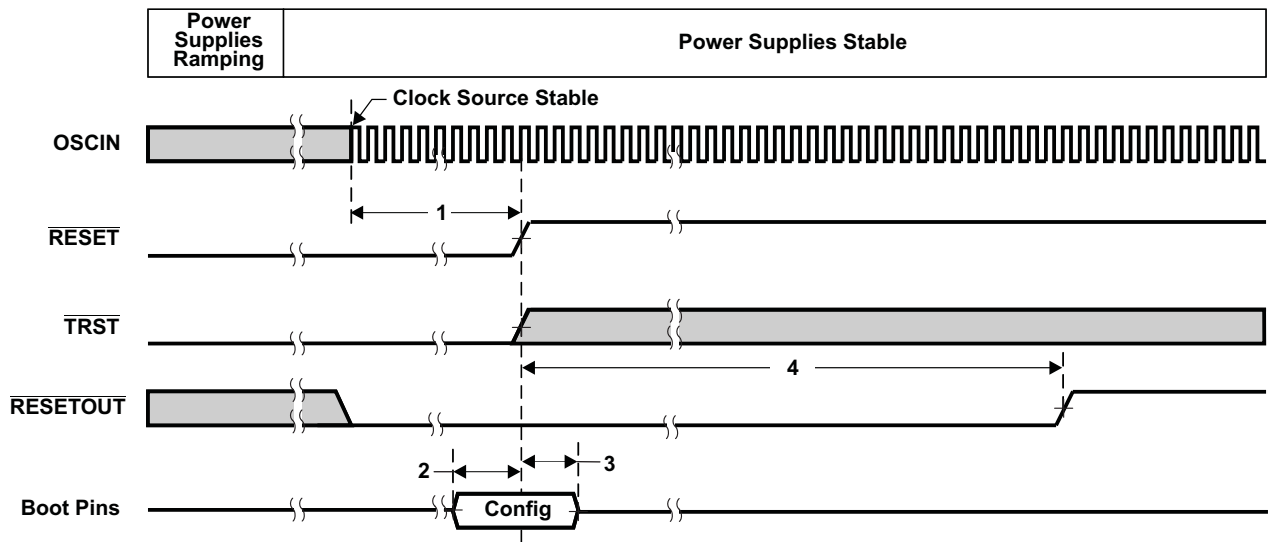 Power
Supplies
Ramping
Power Supplies Stable
Clock Source Stable
OSCIN
1
RESET
TRST
4
RESETOUT
2
3
Boot Pins
Config